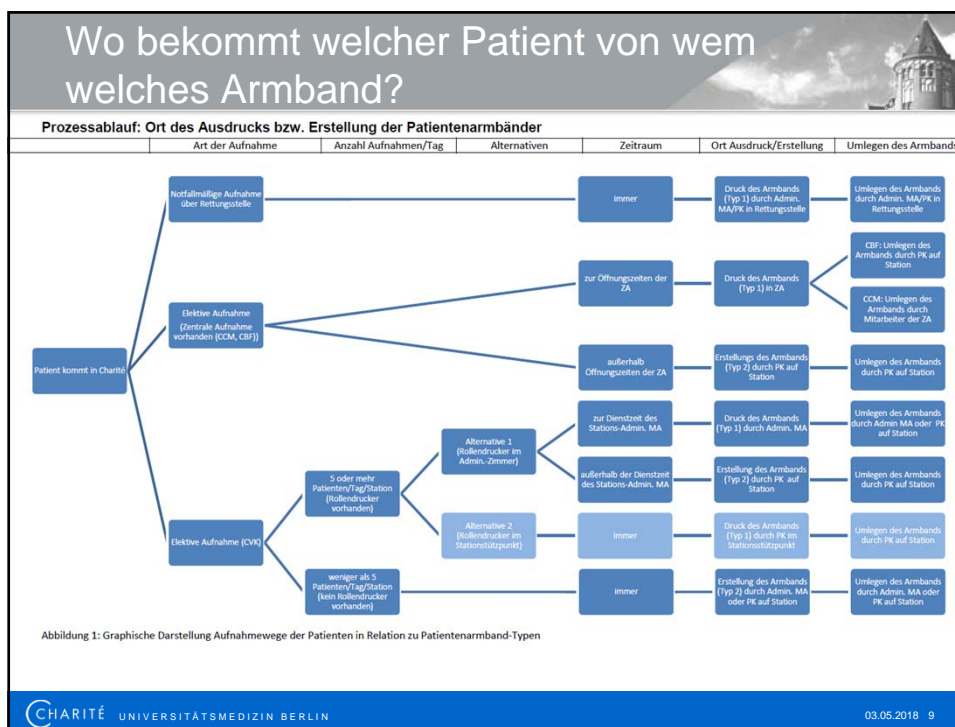 Wo bekommt welcher Patient von wem
welches Armband?
Prozessablauf: Ort des Ausdrucks bzw. Erstellung der Patientenarmbänder
Art der Aufnahme
Anzahl Aufnahmen/Tag
Alternativen
Zeitraum
Ort Ausdruck/Erstellung
Umlegen des Armbands
Notfallmäßige Aufnahme
über Rettungsstelle
immer
Druck des Armbands
(Typ 1) durch Admin.
MA/PK in Rettungsstelle
Umlegen des Armbands
durch Admin. MA/PK in
Rettungsstelle
Patient kommt in Charité
Elektive Aufnahme
(Zentrale Aufnahme
vorhanden (CCM, CBF))
zur Öffnungszeiten der
ZA
Druck des Armbands
(Typ 1) in ZA
CBF: Umlegen des
Armbands durch PK auf
Station
CCM: Umlegen des
Armbands durch
Mitarbeiter der ZA
außerhalb
Öffnungszeiten der ZA
Erstellungs des Armbands
(Typ 2) durch PK auf
Station
Umlegen des Armbands
durch PK auf Station
Elektive Aufnahme (CVK)
5 oder mehr
Patienten/Tag/Station
(Rollendrucker
vorhanden)
Alternative 1
(Rollendrucker im
Admin.-Zimmer)
zur Dienstzeit des
Stations-Admin. MA
Druck des Armbands
(Typ 1) durch Admin. MA
Umlegen des Armbands
durch Admin MA oder PK
auf Station
außerhalb der Dienstzeit
des Stations-Admin. MA
Erstellung des Armbands
(Typ 2) durch PK auf
Station
Umlegen des Armbands
durch PK auf Station
Alternative 2
(Rollendrucker im
Stationstützpunkt)
immer
Druck des Armbands
(Typ 1) durch PK im
Stationsstützpunkt
Umlegen des Armbands
durch PK auf Station
weniger als 5
Patienten/Tag/Station
(kein Rollendrucker
vorhanden)
immer
Erstellung des Armbands
(Typ 2) durch Admin. MA
oder PK auf Station
Umlegen des Armbands
durch Admin. MA oder
PK auf Station
Abbildung 1: Graphische Darstellung Aufnahmewege der Patienten in Relation zu Patientenarmband-Typen
CHARITÉ UNIVERSITÄTSMEDIZIN BERLIN
03.05.2018 9